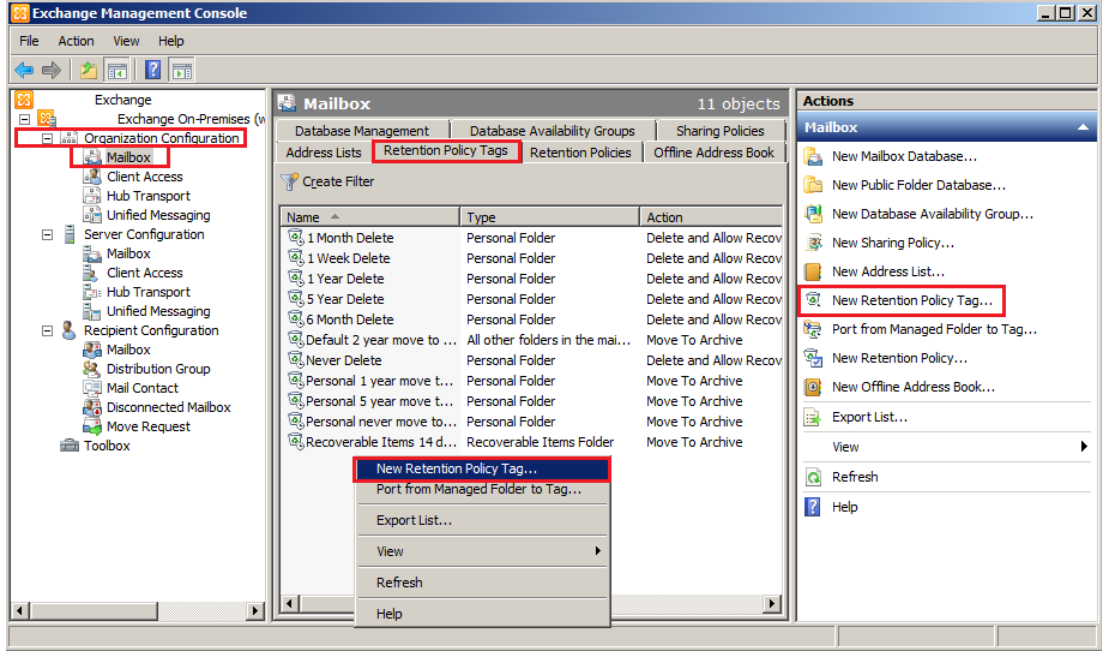 Exchange Management Console
File Action View Help
Exchange
Exchange On-Premises (w
Organization Configuration
Mailbox
Client Access
Hub Transport
Unified Messaging
Server Configuration
Mailbox
Client Access
Hub Transport
Unified Messaging
Recipient Configuration
Mailbox
Distribution Group
Mail Contact
Disconnected Mailbox
Move Request
Toolbox
Mailbox 11 objects
Database Management Database Availability Groups Sharing Policies
Address Lists Retention Policy Tags Retention Policies Offline Address Book
Create Filter
Name Type Action
1 Month Delete Personal Folder Delete and Allow Recov
1 Week Delete Personal Folder Delete and Allow Recov
1 Year Delete Personal Folder Delete and Allow Recov
5 Year Delete Personal Folder Delete and Allow Recov
6 Month Delete Personal Folder Delete and Allow Recov
Default 2 year move to ... All other folders in the mai... Move To Archive
Never Delete Personal Folder Delete and Allow Recov
Personal 1 year move t... Personal Folder Move To Archive
Personal 5 year move t... Personal Folder Move To Archive
Personal never move to... Personal Folder Move To Archive
Recoverable Items 14 d... Recoverable Items Folder Move To Archive
New Retention Policy Tag...
Port from Managed Folder to Tag...
Export List...
View
Refresh
Help
Actions
Mailbox
New Mailbox Database...
New Public Folder Database...
New Database Availability Group...
New Sharing Policy...
New Address List...
New Retention Policy Tag...
Port from Managed Folder to Tag...
New Retention Policy...
New Offline Address Book...
Export List...
View
Refresh
Help